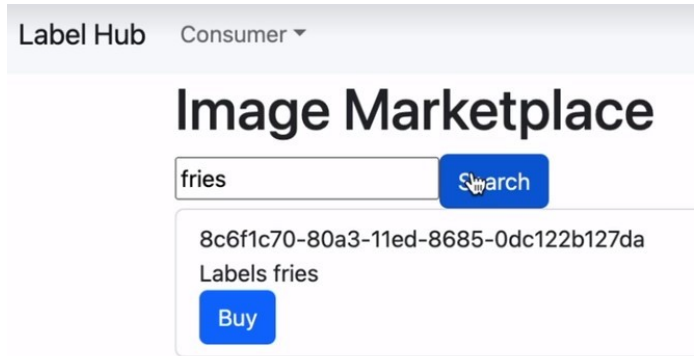 Label Hub Consumer
Image Marketplace
fries Search
8c6f1c70-80a3-11ed-8685-0dc122b127da
Labels fries
Buy